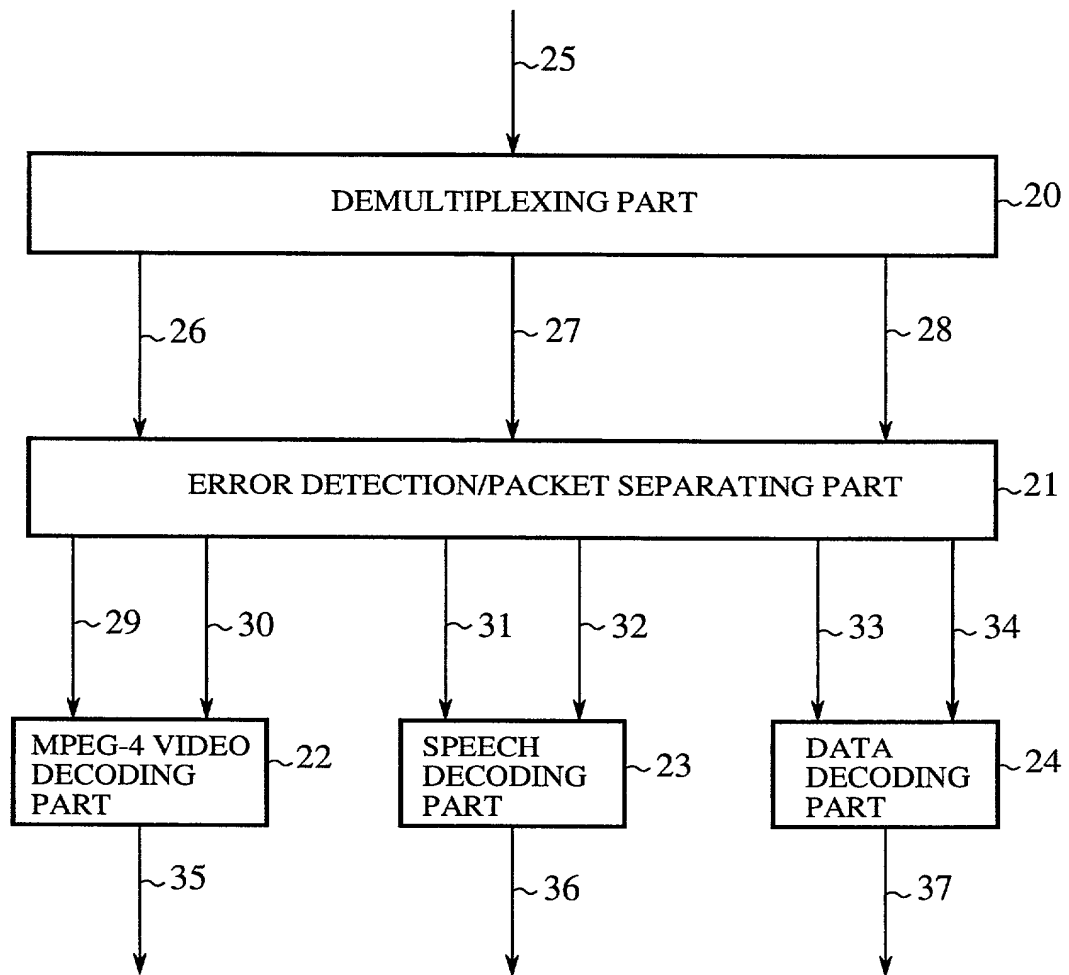 25
DEMULTIPLEXING PART
20
26
27
28
ERROR DETECTION/PACKET SEPARATING PART
21
29
30
31
32
33
34
MPEG-4 VIDEO
DECODING
PART
22
SPEECH
DECODING
PART
23
DATA
DECODING
PART
24
35
36
37